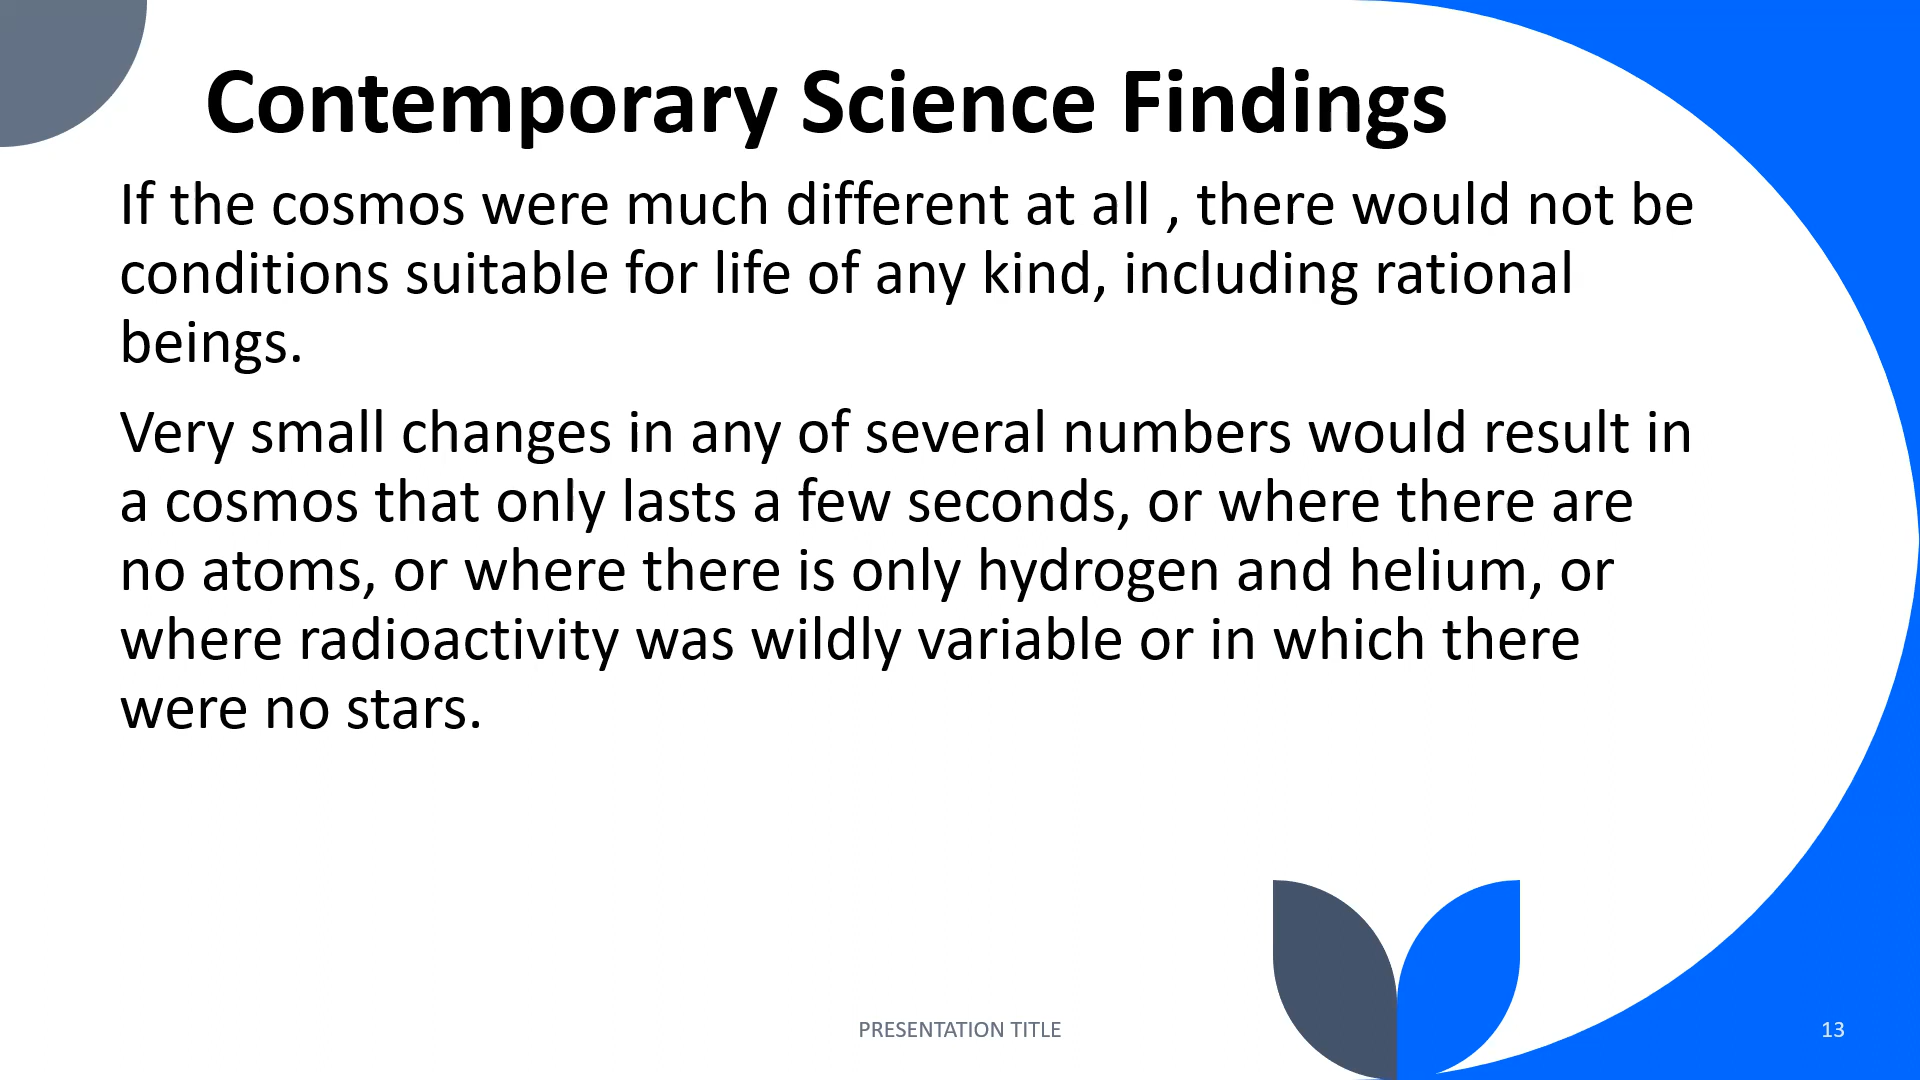 Contemporary Science Findings
If the cosmos were much different at all , there would not be
conditions suitable for life of any kind, including rational
beings.
Very small changes in any of several numbers would result in
a cosmos that only lasts a few seconds, or where there are
no atoms, or where there is only hydrogen and helium, or
where radioactivity was wildly variable or in which there
were no stars.
PRESENTATION TITLE
13